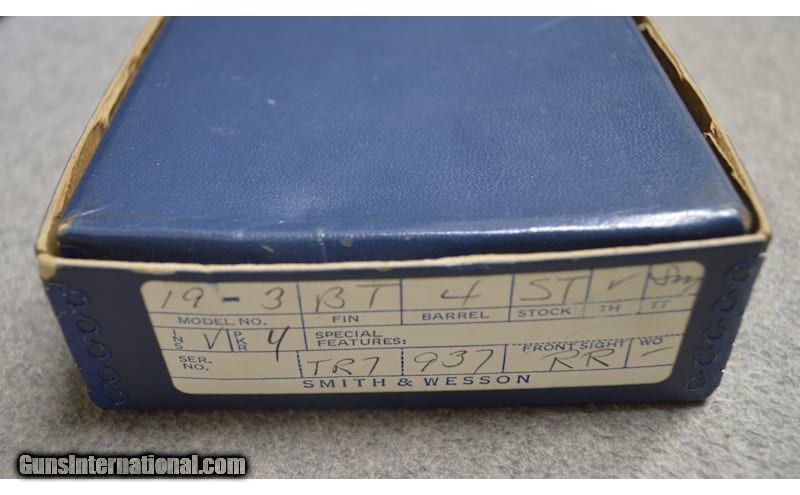 19-3 BT 4 ST
MODEL NO. FIN BARREL STOCK TH TT
INS V PKR 4 SPECIAL FEATURES:
FRONT SIGHT WO
SER. NO. TR7 937 RR -
SMITH & WESSON
GunsInternational.com